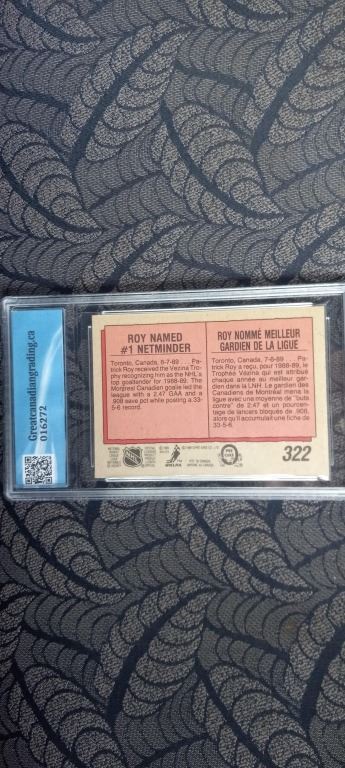 Greatcanadiangrading.ca
016272
ROY NAMED
#1 NETMINDER
Toronto, Canada, 6-7-89 ... Pa-
trick Roy received the Vezina Tro-
phy recognizing him as the NHL's
top goaltender for 1988-89. The
Montreal Canadien goalie led the
league with a 2.47 GAA and a
.908 save pct while posting a 33-
5-6 record.
ROY NOMMÉ MEILLEUR
GARDIEN DE LA LIGUE
Toronto, Canada, 6-7-89 ... Pa-
trick Roy a reçu, pour 1988-89, le
Trophée Vézina qui est attribué
chaque année au meilleur gar-
dien dans la LNH. Le gardien des
Canadiens de Montréal mène la
ligue avec une moyenne de "buts
contre" de 2.47 et un pourcen-
tage de lancers bloqués de .908,
alors qu'il accumulait une fiche de
33-5-6.
322